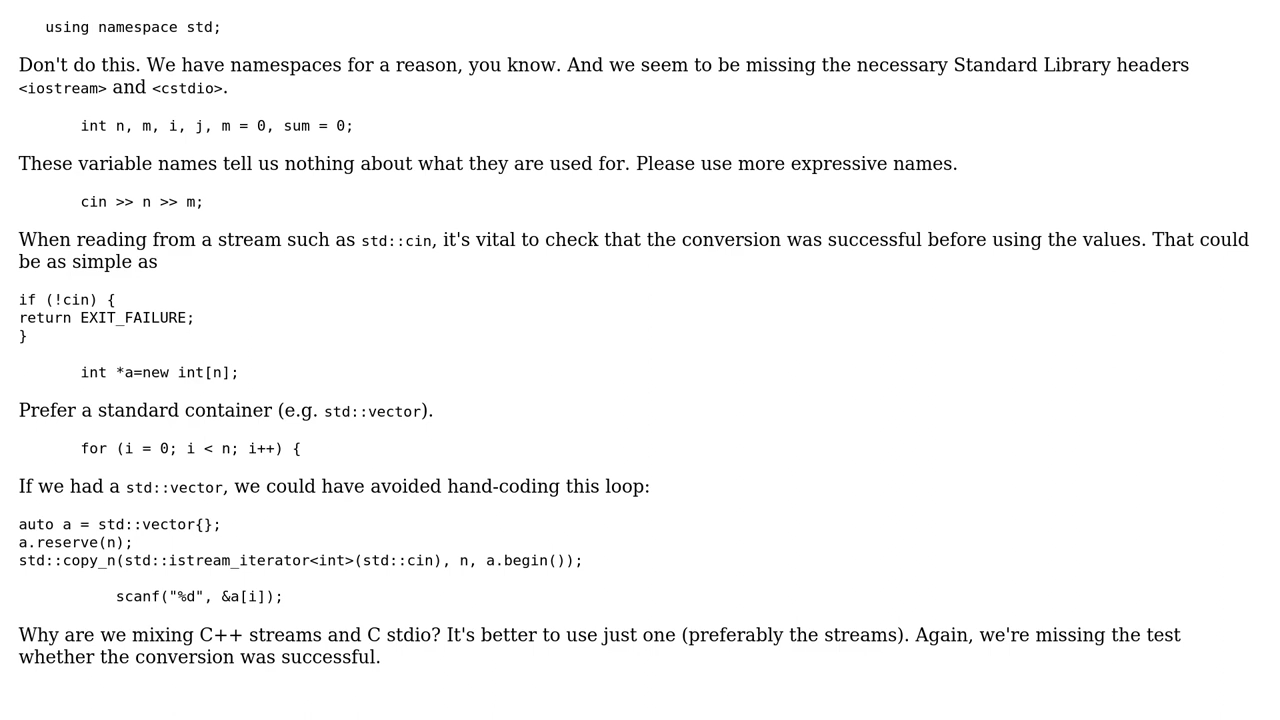 using namespace std;
Don't do this. We have namespaces for a reason, you know. And we seem to be missing the necessary Standard Library headers
<iostream> and <cstdio>.
int n, m, i, j, m = 0, sum = 0;
These variable names tell us nothing about what they are used for. Please use more expressive names.
cin >> n >> m;
When reading from a stream such as std::cin, it's vital to check that the conversion was successful before using the values. That could
be as simple as
if (!cin) {
return EXIT_FAILURE;
}
int *a=new int[n];
Prefer a standard container (e.g. std::vector).
for (i = 0; i < n; i++) {
If we had a std::vector, we could have avoided hand-coding this loop:
auto a = std::vector{};
a.reserve(n);
std::copy_n(std::istream_iterator<int>(std::cin), n, a.begin());
scanf("%d", &a[i]);
Why are we mixing C++ streams and C stdio? It's better to use just one (preferably the streams). Again, we're missing the test
whether the conversion was successful.